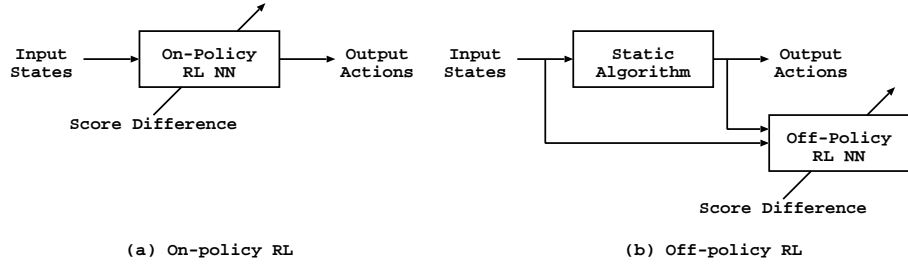 Input
States
On-Policy
RL NN
Output
Actions
Score Difference
(a) On-policy RL
Input
States
Static
Algorithm
Output
Actions
Off-Policy
RL NN
Score Difference
(b) Off-policy RL